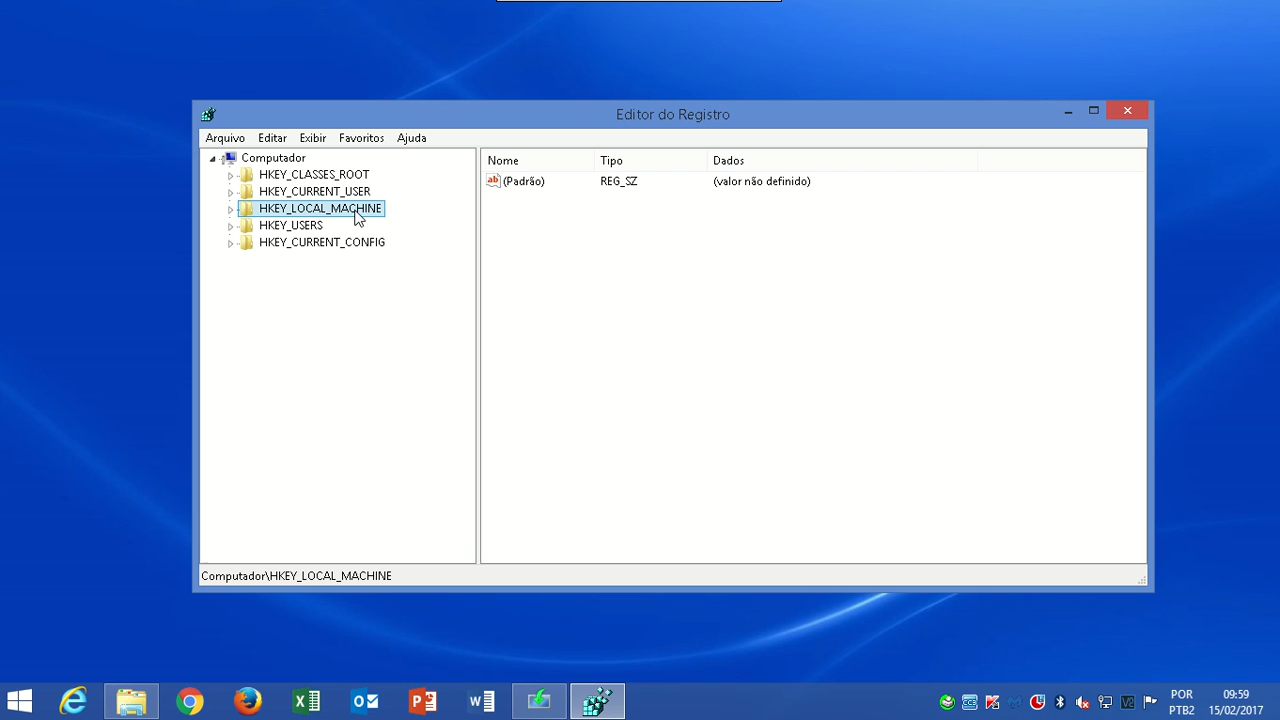 Editor do Registro
Arquivo Editar Exibir Favoritos Ajuda
Computador
HKEY_CLASSES_ROOT
HKEY_CURRENT_USER
HKEY_LOCAL_MACHINE
HKEY_USERS
HKEY_CURRENT_CONFIG
Nome Tipo Dados
ab (Padrão) REG_SZ (valor não definido)
Computador\HKEY_LOCAL_MACHINE
POR 09:59
PTB2 15/02/2017